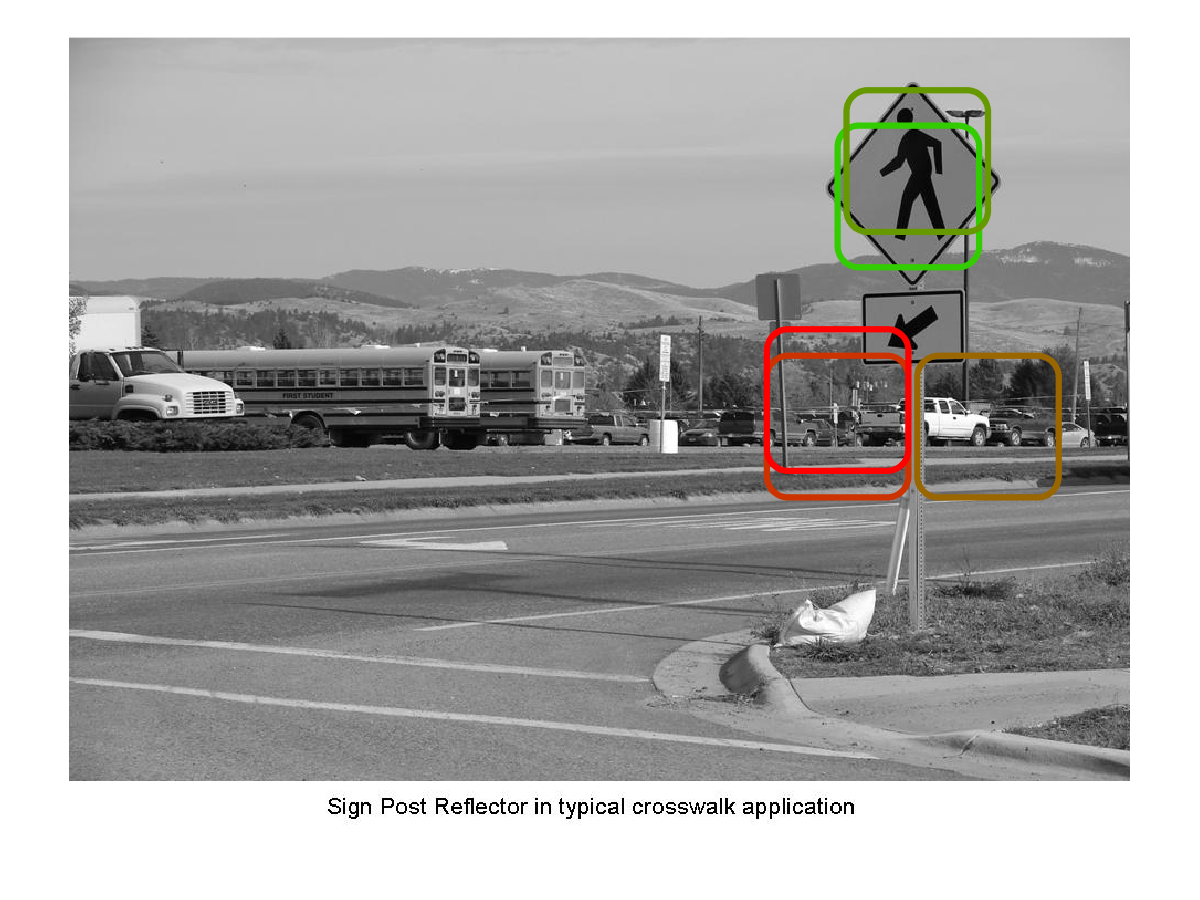 FIRST STUDENT
Sign Post Reflector in typical crosswalk application